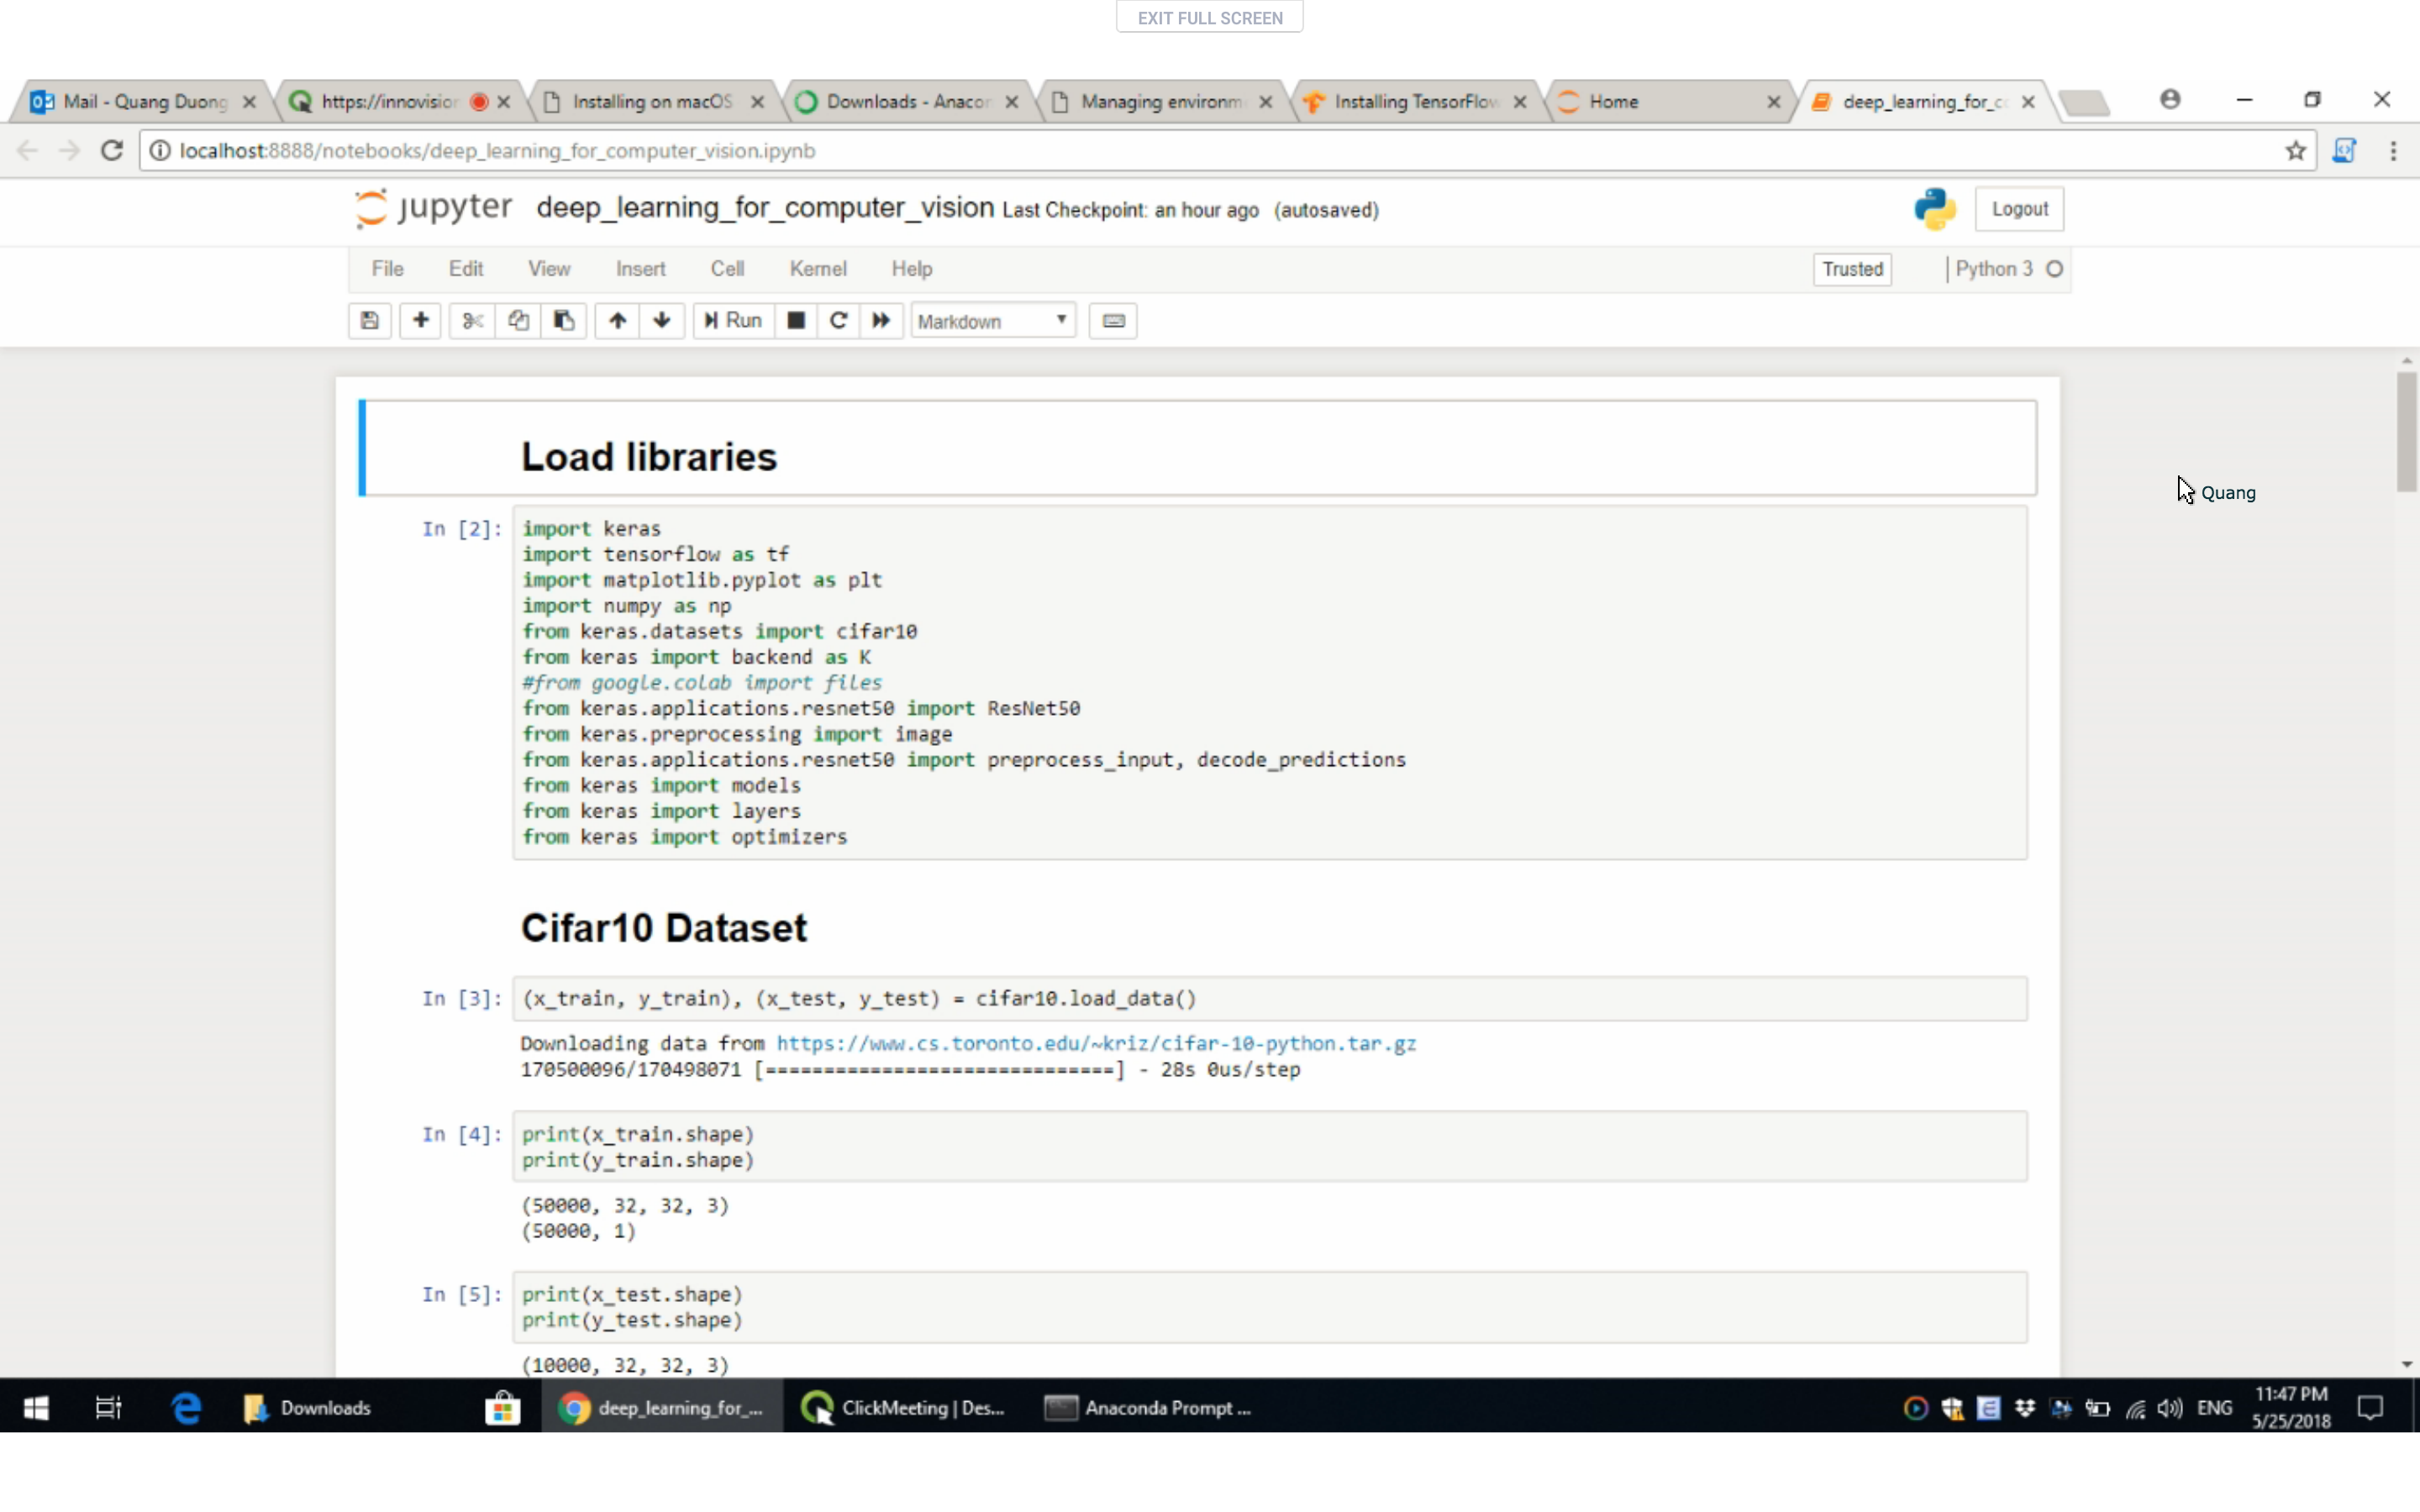 EXIT FULL SCREEN
Mail - Quang Duong
https://innovision
Installing on macOS
Downloads - Anacon
Managing environm
Installing TensorFlow
Home
deep_learning_for_co
localhost:8888/notebooks/deep_learning_for_computer_vision.ipynb
jupyter deep_learning_for_computer_vision Last Checkpoint: an hour ago (autosaved)
Logout
File Edit View Insert Cell Kernel Help
Trusted
Python 3
Run
Markdown
Load libraries
Quang
In [2]: import keras
import tensorflow as tf
import matplotlib.pyplot as plt
import numpy as np
from keras.datasets import cifar10
from keras import backend as K
#from google.colab import files
from keras.applications.resnet50 import ResNet50
from keras.preprocessing import image
from keras.applications.resnet50 import preprocess_input, decode_predictions
from keras import models
from keras import layers
from keras import optimizers
Cifar10 Dataset
In [3]: (x_train, y_train), (x_test, y_test) = cifar10.load_data()
Downloading data from https://www.cs.toronto.edu/~kriz/cifar-10-python.tar.gz
170500096/170498071 [==============================] - 28s 0us/step
In [4]: print(x_train.shape)
print(y_train.shape)
(50000, 32, 32, 3)
(50000, 1)
In [5]: print(x_test.shape)
print(y_test.shape)
(10000, 32, 32, 3)
Downloads
deep_learning_for_...
ClickMeeting | Des...
Anaconda Prompt ...
ENG
11:47 PM
5/25/2018